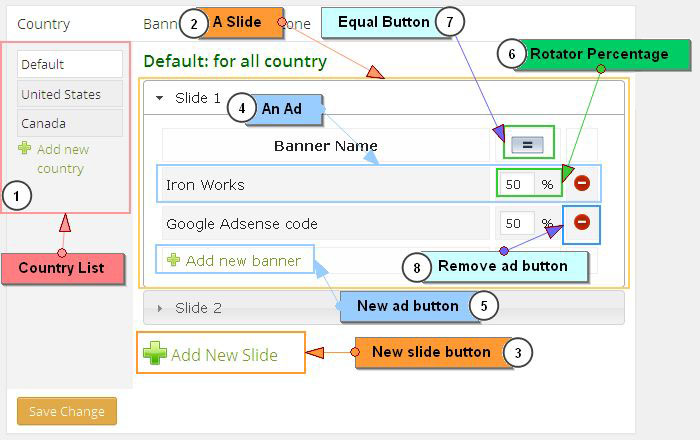 Country
Bann
one
2
A Slide
Equal Button
7
6
Rotator Percentage
Default: for all country
Default
United States
Canada
Add new
country
1
Country List
Slide 1
4
An Ad
Banner Name
=
Iron Works
50 %
Google Adsense code
50 %
Add new banner
8
Remove ad button
New ad button
5
Slide 2
Add New Slide
New slide button
3
Save Change